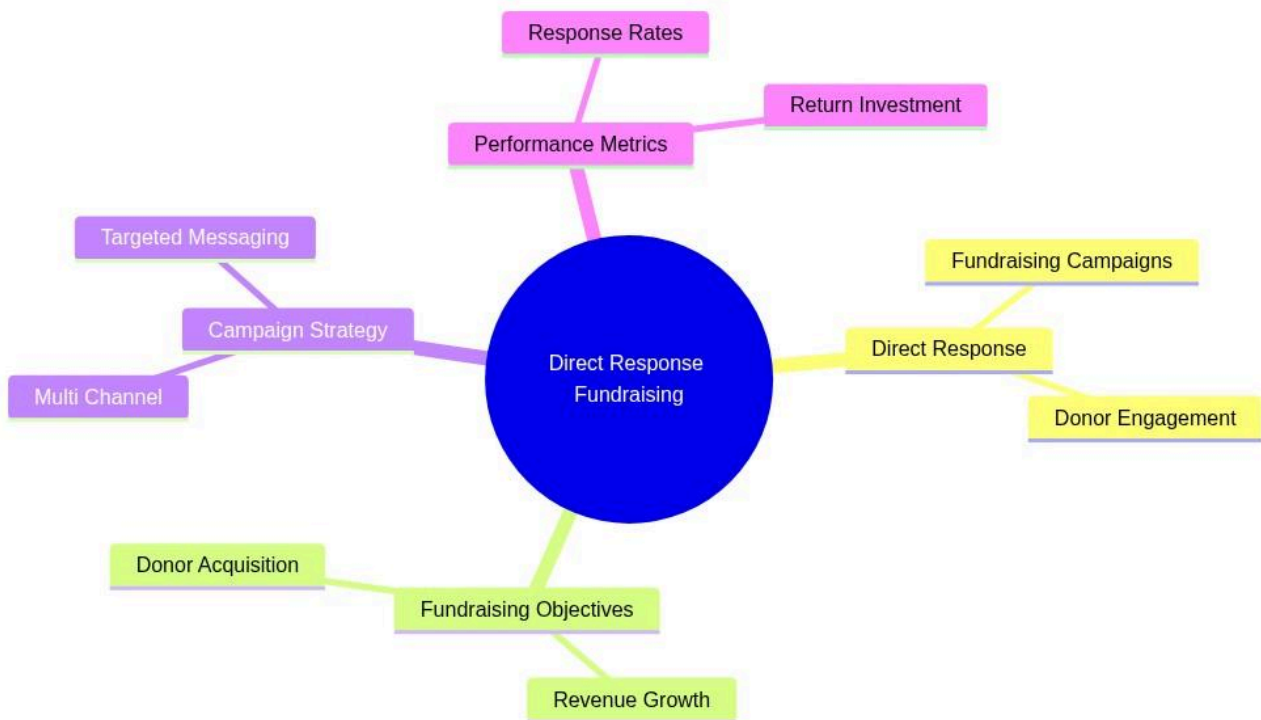 Response Rates
Return Investment
Performance Metrics
Targeted Messaging
Fundraising Campaigns
Campaign Strategy
Direct Response
Direct Response
Fundraising
Multi Channel
Donor Engagement
Donor Acquisition
Fundraising Objectives
Revenue Growth